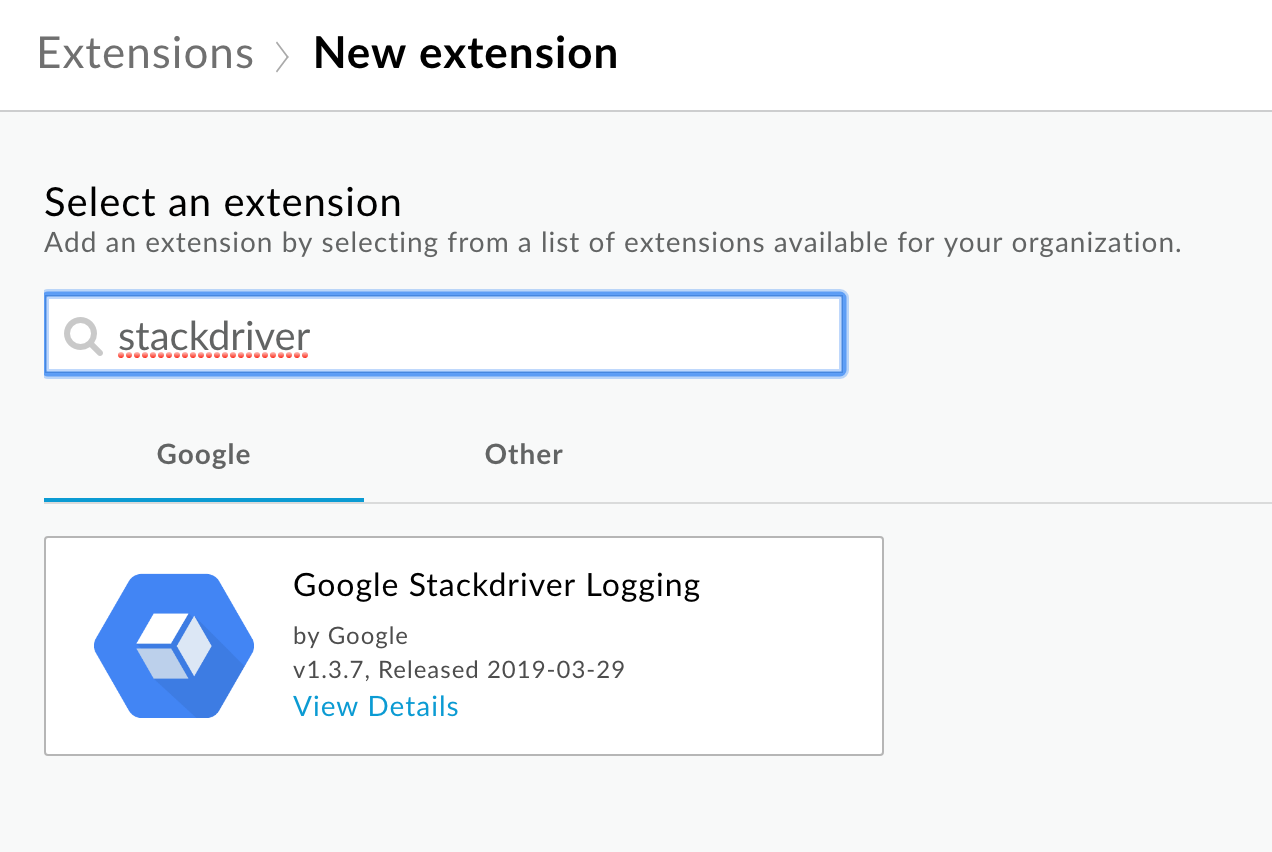 Extensions > New extension
Select an extension
Add an extension by selecting from a list of extensions available for your organization.
stackdriver
Google Other
Google Stackdriver Logging
by Google
v1.3.7, Released 2019-03-29
View Details